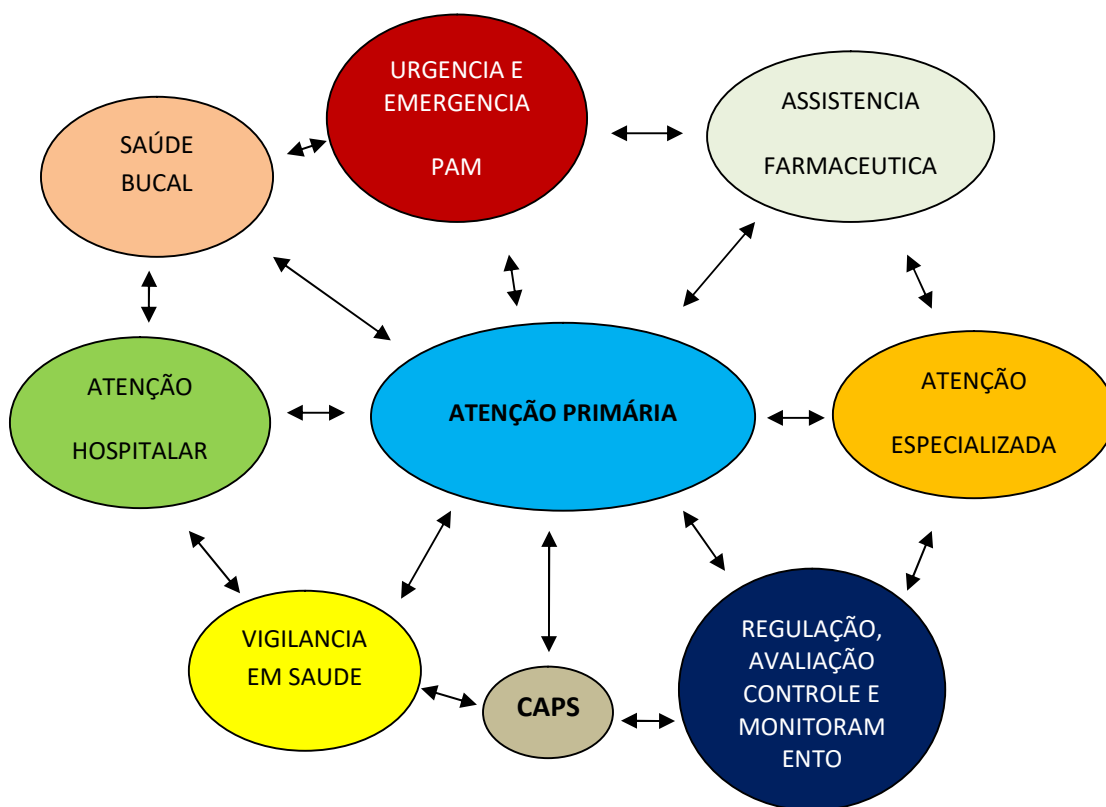 URGENCIA E
EMERGENCIA
PAM
ASSISTENCIA
FARMACEUTICA
SAÚDE
BUCAL
ATENÇÃO
HOSPITALAR
ATENÇÃO PRIMÁRIA
ATENÇÃO
ESPECIALIZADA
VIGILANCIA
EM SAUDE
CAPS
REGULAÇÃO,
AVALIAÇÃO
CONTROLE E
MONITORAM
ENTO